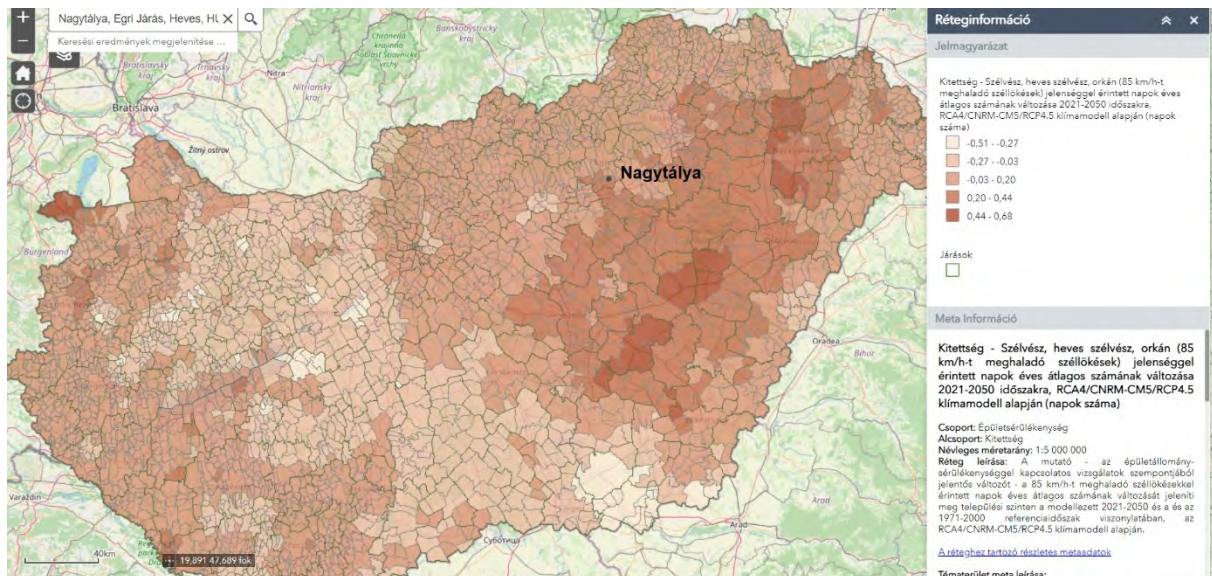 +
Nagytálya, Egri Járás, Heves, HU
−
Keresési eredmények megjelenítése ...
Banskobystrický
kraj
Bratislavský
kraj
Trnavský
kraj
Nitra
Nitriansky
kraj
Bratislava
Žitný ostrov
Burgenland
Nagytálya
Oradea
Bihor
Varaždin
Arad
Arad
Суботица
40km
19,891 47,689 fok
Réteginformáció
Jelmagyarázat
Kitettség - Szélvész, heves szélvész, orkán (85
km/h-t meghaladó széllökések) jelenséggel
érintett napok éves átlagos
számának változása 2021-2050 időszakra,
RCA4/CNRM-CM5/RCP4.5 klímamodell alapján (napok
száma)
-0,51 - -0,27
-0,27 - -0,03
-0,03 - 0,20
0,20 - 0,44
0,44 - 0,68
Járások
Meta Információ
Kitettség - Szélvész, heves szélvész, orkán (85
km/h-t meghaladó széllökések) jelenséggel
érintett napok éves átlagos számának változása
2021-2050 időszakra, RCA4/CNRM-CM5/RCP4.5
klímamodell alapján (napok száma)
Csoport: Épületsérülékenység
Alcsoport: Kitettség
Névleges méretarány: 1:5 000 000
Réteg leírása: A mutató - az épületállomány-
sérülékenységgel kapcsolatos vizsgálatok szempontjából
jelentős változót - a 85 km/h-t meghaladó széllökésekkel
érintett napok éves átlagos számának változását jeleníti
meg települési szinten a modellezett 2021-2050 és a és az
1971-2000 referenciaidőszak viszonylatában, az
RCA4/CNRM-CM5/RCP4.5 klímamodell alapján.
A réteghez tartozó részletes metaadatok
Tématerület meta leírása: